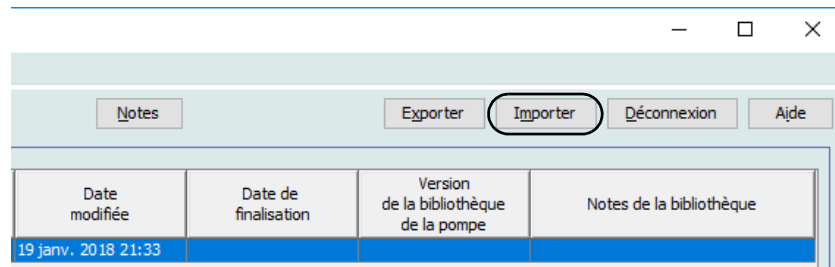 Notes Exporter Importer Déconnexion Aide
Date modifiée Date de finalisation Version de la bibliothèque de la pompe Notes de la bibliothèque
19 janv. 2018 21:33